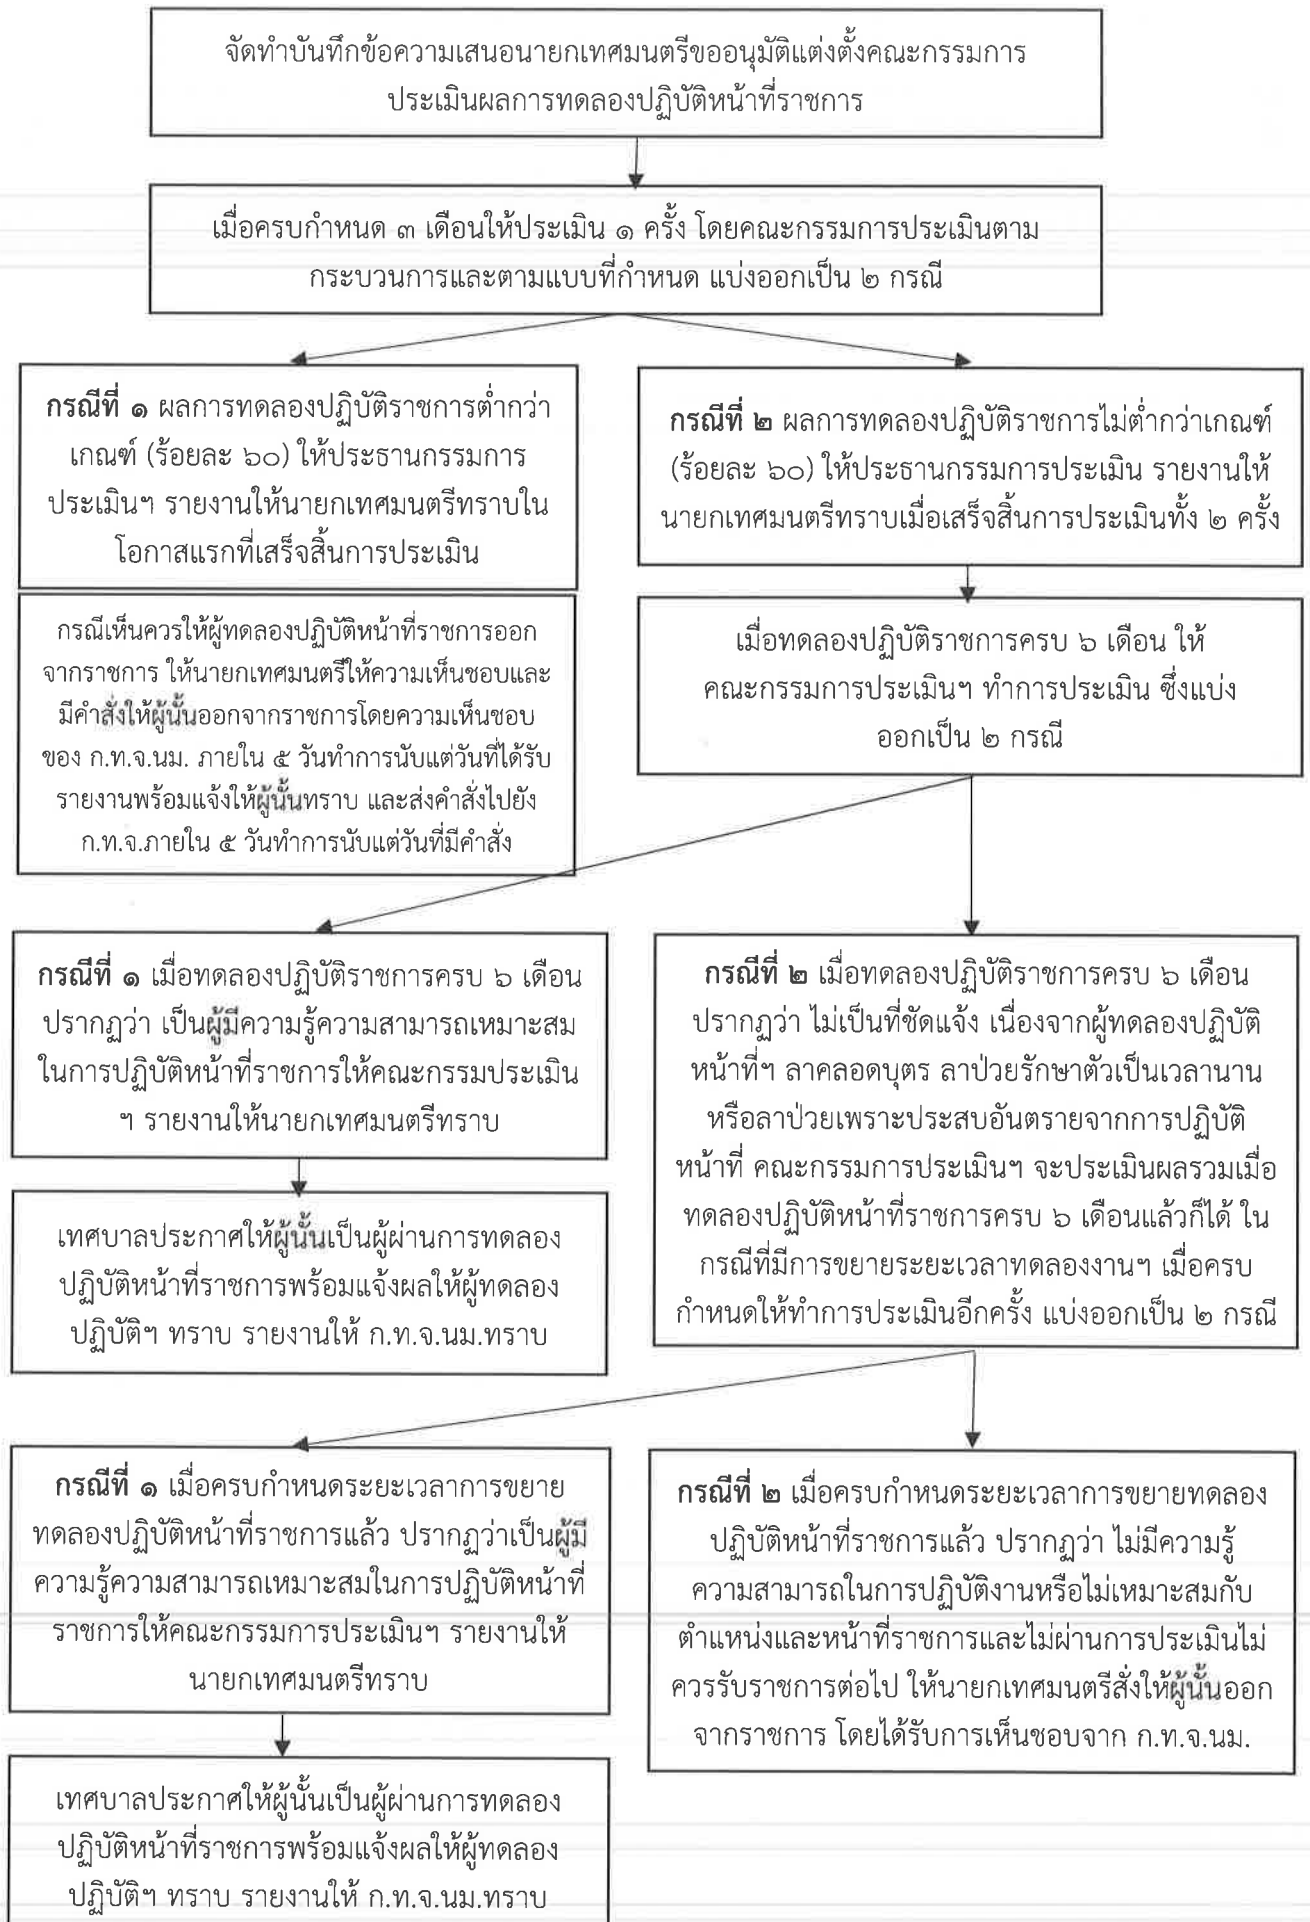 จัดทำบันทึกข้อความเสนอนายกเทศมนตรีขออนุมัติแต่งตั้งคณะกรรมการ
ประเมินผลการทดลองปฏิบัติหน้าที่ราชการ
เมื่อครบกำหนด ๓ เดือนให้ประเมิน ๑ ครั้ง โดยคณะกรรมการประเมินตาม
กระบวนการและตามแบบที่กำหนด แบ่งออกเป็น ๒ กรณี
กรณีที่ ๑ ผลการทดลองปฏิบัติราชการต่ำกว่า
เกณฑ์ (ร้อยละ ๖๐) ให้ประธานกรรมการ
ประเมินฯ รายงานให้นายกเทศมนตรีทราบใน
โอกาสแรกที่เสร็จสิ้นการประเมิน
กรณีเห็นควรให้ผู้ทดลองปฏิบัติหน้าที่ราชการออก
จากราชการ ให้นายกเทศมนตรีให้ความเห็นชอบและ
มีคำสั่งให้ผู้นั้นออกจากราชการโดยความเห็นชอบ
ของ ก.ท.จ.นม. ภายใน ๕ วันทำการนับแต่วันที่ได้รับ
รายงานพร้อมแจ้งให้ผู้นั้นทราบ และส่งคำสั่งไปยัง
ก.ท.จ.ภายใน ๕ วันทำการนับแต่วันที่มีคำสั่ง
กรณีที่ ๒ ผลการทดลองปฏิบัติราชการไม่ต่ำกว่าเกณฑ์
(ร้อยละ ๖๐) ให้ประธานกรรมการประเมิน รายงานให้
นายกเทศมนตรีทราบเมื่อเสร็จสิ้นการประเมินทั้ง ๒ ครั้ง
เมื่อทดลองปฏิบัติราชการครบ ๖ เดือน ให้
คณะกรรมการประเมินฯ ทำการประเมิน ซึ่งแบ่ง
ออกเป็น ๒ กรณี
กรณีที่ ๑ เมื่อทดลองปฏิบัติราชการครบ ๖ เดือน
ปรากฏว่า เป็นผู้มีความรู้ความสามารถเหมาะสม
ในการปฏิบัติหน้าที่ราชการให้คณะกรรมประเมิน
ฯ รายงานให้นายกเทศมนตรีทราบ
เทศบาลประกาศให้ผู้นั้นเป็นผู้ผ่านการทดลอง
ปฏิบัติหน้าที่ราชการพร้อมแจ้งผลให้ผู้ทดลอง
ปฏิบัติฯ ทราบ รายงานให้ ก.ท.จ.นม.ทราบ
กรณีที่ ๒ เมื่อทดลองปฏิบัติราชการครบ ๖ เดือน
ปรากฏว่า ไม่เป็นที่ชัดแจ้ง เนื่องจากผู้ทดลองปฏิบัติ
หน้าที่ฯ ลาคลอดบุตร ลาป่วยรักษาตัวเป็นเวลานาน
หรือลาป่วยเพราะประสบอันตรายจากการปฏิบัติ
หน้าที่ คณะกรรมการประเมินฯ จะประเมินผลรวมเมื่อ
ทดลองปฏิบัติหน้าที่ราชการครบ ๖ เดือนแล้วก็ได้ ใน
กรณีที่มีการขยายระยะเวลาทดลองงานฯ เมื่อครบ
กำหนดให้ทำการประเมินอีกครั้ง แบ่งออกเป็น ๒ กรณี
กรณีที่ ๑ เมื่อครบกำหนดระยะเวลาการขยาย
ทดลองปฏิบัติหน้าที่ราชการแล้ว ปรากฏว่าเป็นผู้มี
ความรู้ความสามารถเหมาะสมในการปฏิบัติหน้าที่
ราชการให้คณะกรรมการประเมินฯ รายงานให้
นายกเทศมนตรีทราบ
กรณีที่ ๒ เมื่อครบกำหนดระยะเวลาการขยายทดลอง
ปฏิบัติหน้าที่ราชการแล้ว ปรากฏว่า ไม่มีความรู้
ความสามารถในการปฏิบัติงานหรือไม่เหมาะสมกับ
ตำแหน่งและหน้าที่ราชการและไม่ผ่านการประเมินไม่
ควรรับราชการต่อไป ให้นายกเทศมนตรีสั่งให้ผู้นั้นออก
จากราชการ โดยได้รับการเห็นชอบจาก ก.ท.จ.นม.
เทศบาลประกาศให้ผู้นั้นเป็นผู้ผ่านการทดลอง
ปฏิบัติหน้าที่ราชการพร้อมแจ้งผลให้ผู้ทดลอง
ปฏิบัติฯ ทราบ รายงานให้ ก.ท.จ.นม.ทราบ